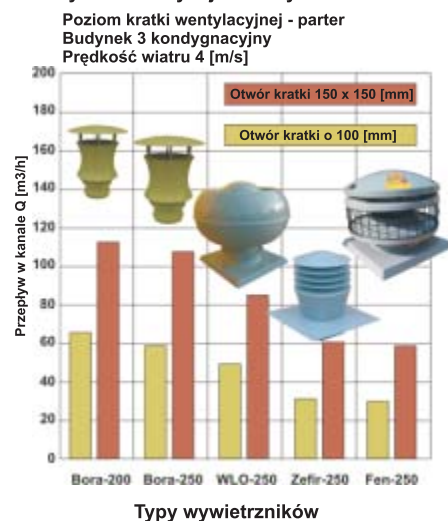 Poziom kratki wentylacyjnej - parter
Budynek 3 kondygnacyjny
Prędkość wiatru 4 [m/s]
Przepływ w kanale Q [m3/h]
200
180
160
140
120
100
80
60
40
20
0
Otwór kratki 150 x 150 [mm]
Otwór kratki o 100 [mm]
Bora-200 Bora-250 WLO-250 Zefir-250 Fen-250
Typy wywietrzników